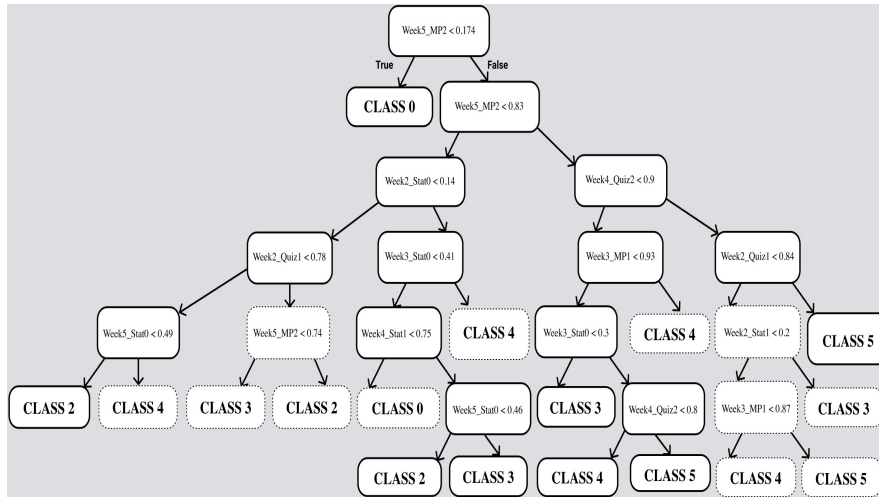 Week5_MP2 < 0.174
True
False
CLASS 0
Week5_MP2 < 0.83
Week2_Stat0 < 0.14
Week4_Quiz2 < 0.9
Week2_Quiz1 < 0.78
Week3_Stat0 < 0.41
Week3_MP1 < 0.93
Week2_Quiz1 < 0.84
Week5_Stat0 < 0.49
Week5_MP2 < 0.74
Week4_Stat1 < 0.75
CLASS 4
Week3_Stat0 < 0.3
CLASS 4
Week2_Stat1 < 0.2
CLASS 5
CLASS 2
CLASS 4
CLASS 3
CLASS 2
CLASS 0
Week5_Stat0 < 0.46
CLASS 3
Week4_Quiz2 < 0.8
Week3_MP1 < 0.87
CLASS 3
CLASS 2
CLASS 3
CLASS 4
CLASS 5
CLASS 4
CLASS 5